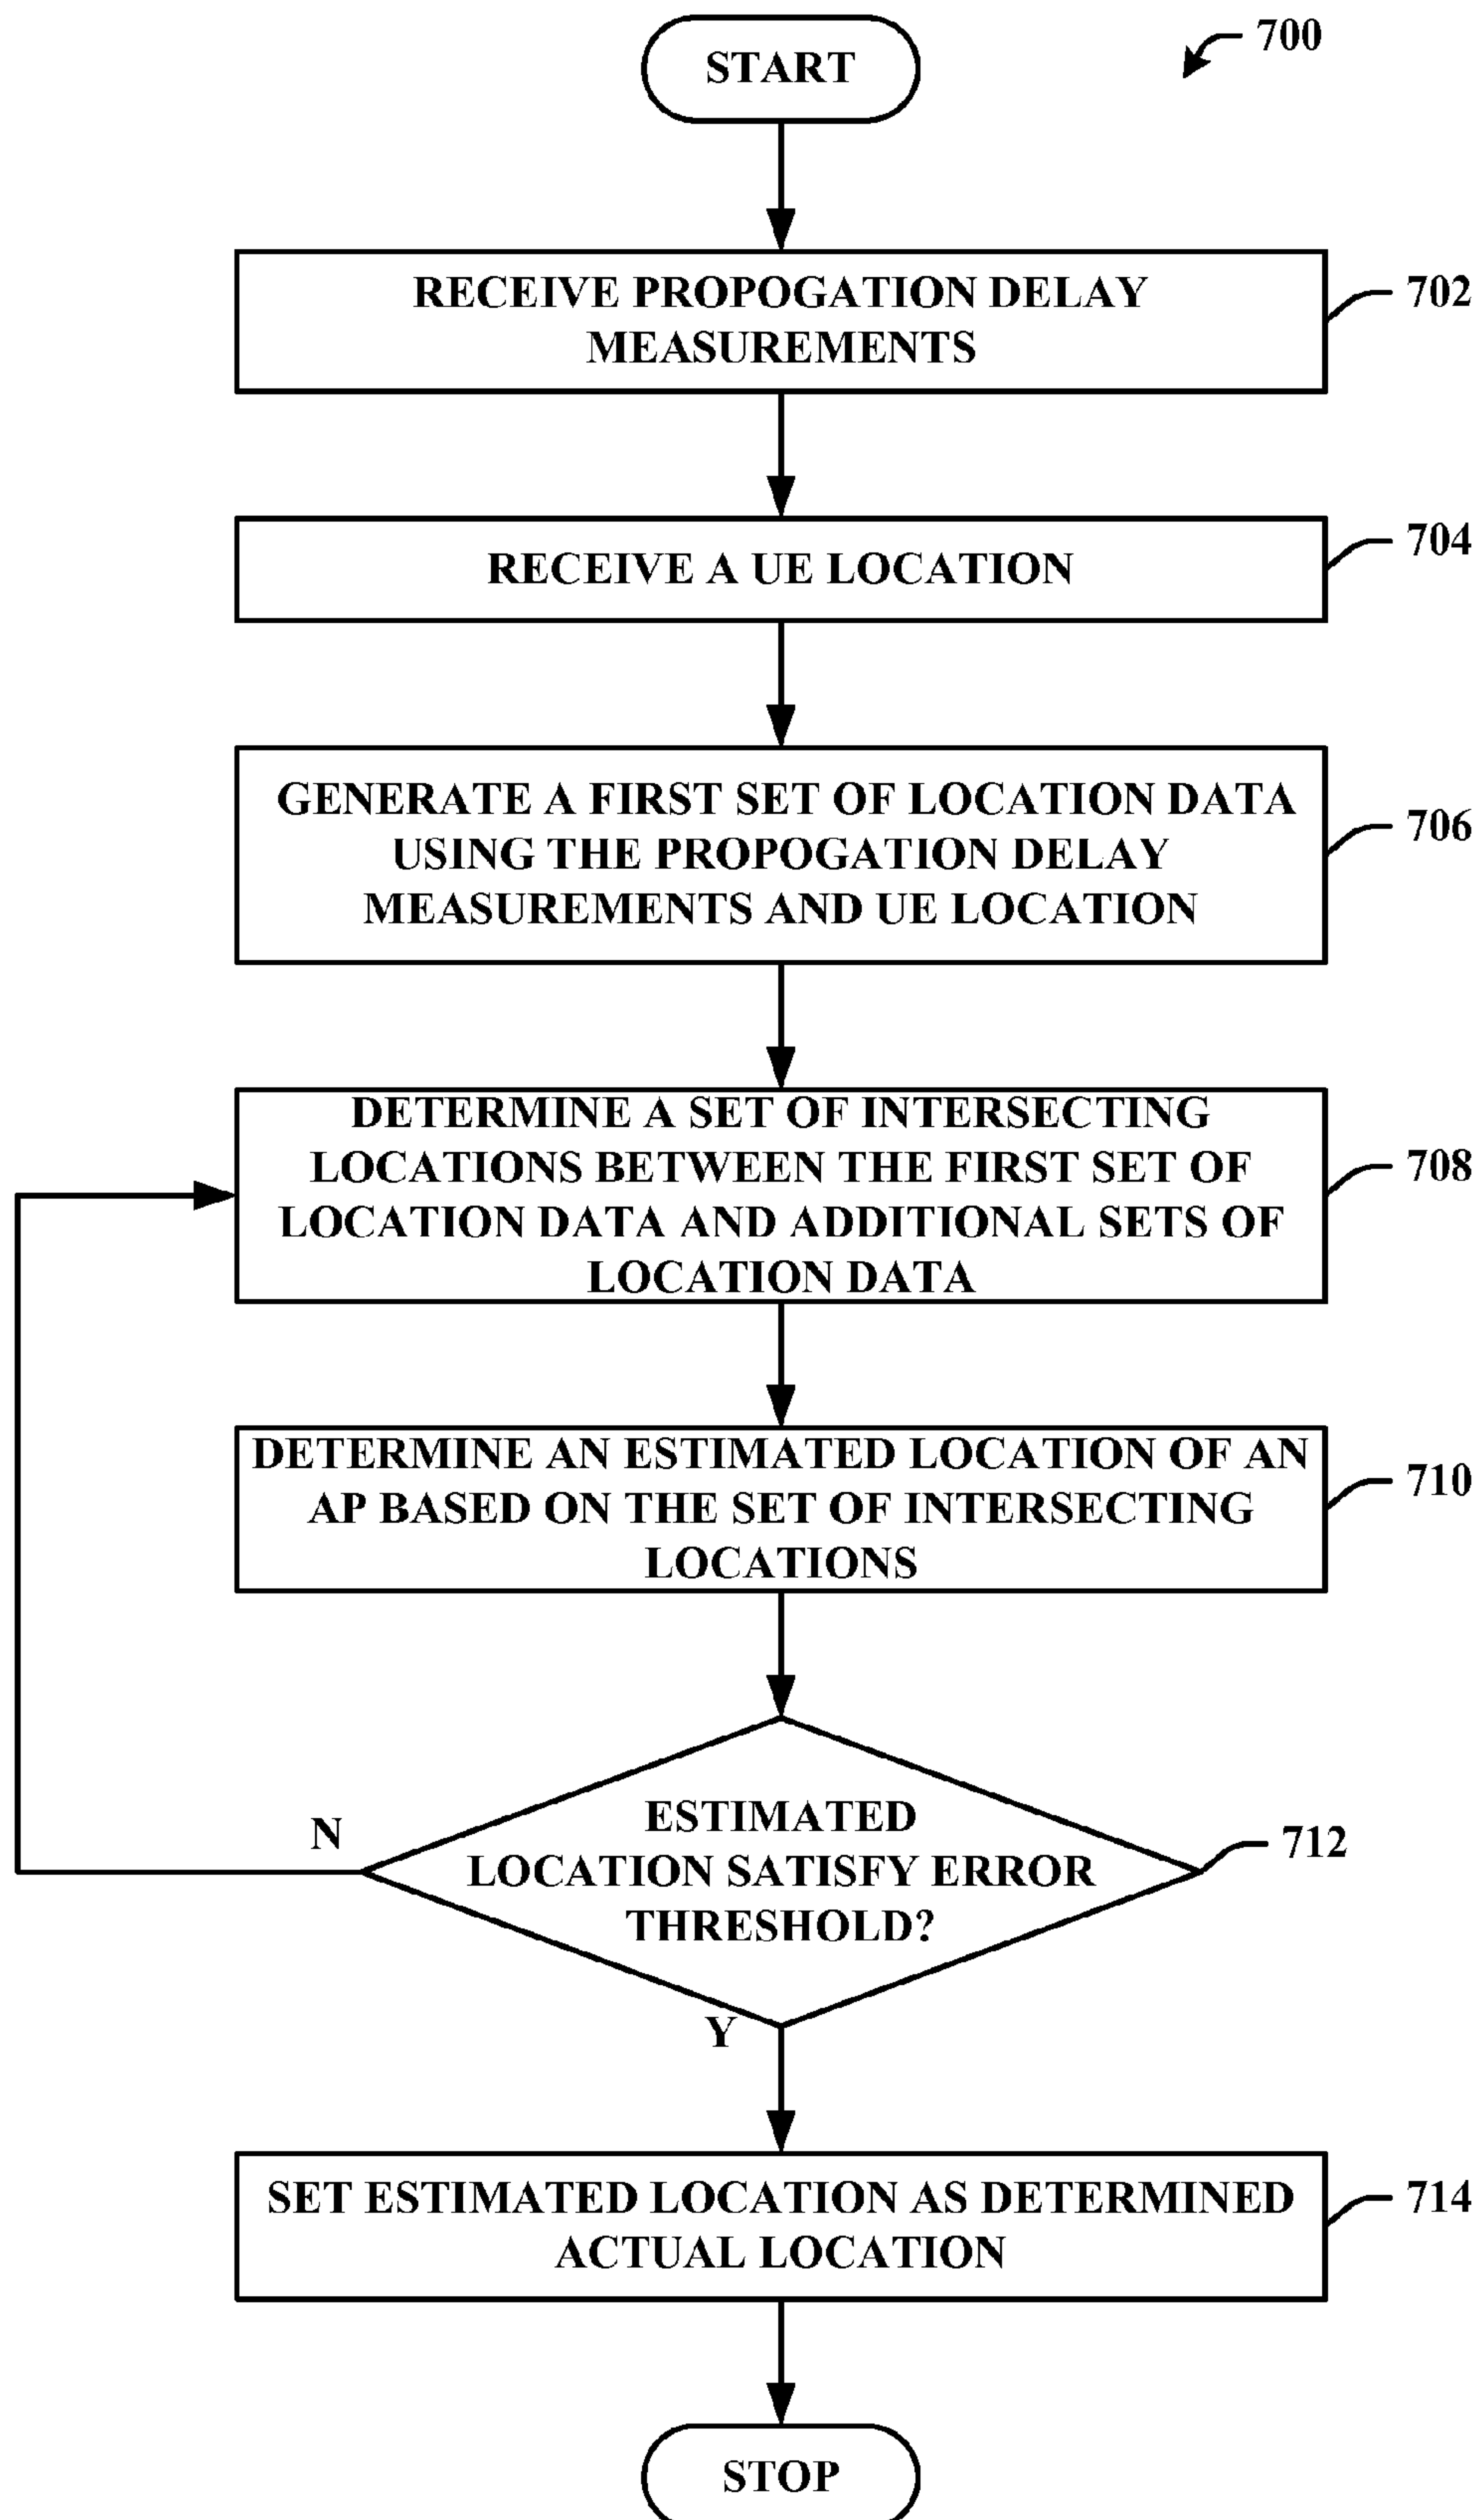 START
700
RECEIVE PROPOGATION DELAY
MEASUREMENTS
702
RECEIVE A UE LOCATION
704
GENERATE A FIRST SET OF LOCATION DATA
USING THE PROPOGATION DELAY
MEASUREMENTS AND UE LOCATION
706
DETERMINE A SET OF INTERSECTING
LOCATIONS BETWEEN THE FIRST SET OF
LOCATION DATA AND ADDITIONAL SETS OF
LOCATION DATA
708
DETERMINE AN ESTIMATED LOCATION OF AN
AP BASED ON THE SET OF INTERSECTING
LOCATIONS
710
N
ESTIMATED
LOCATION SATISFY ERROR
THRESHOLD?
712
Y
SET ESTIMATED LOCATION AS DETERMINED
ACTUAL LOCATION
714
STOP